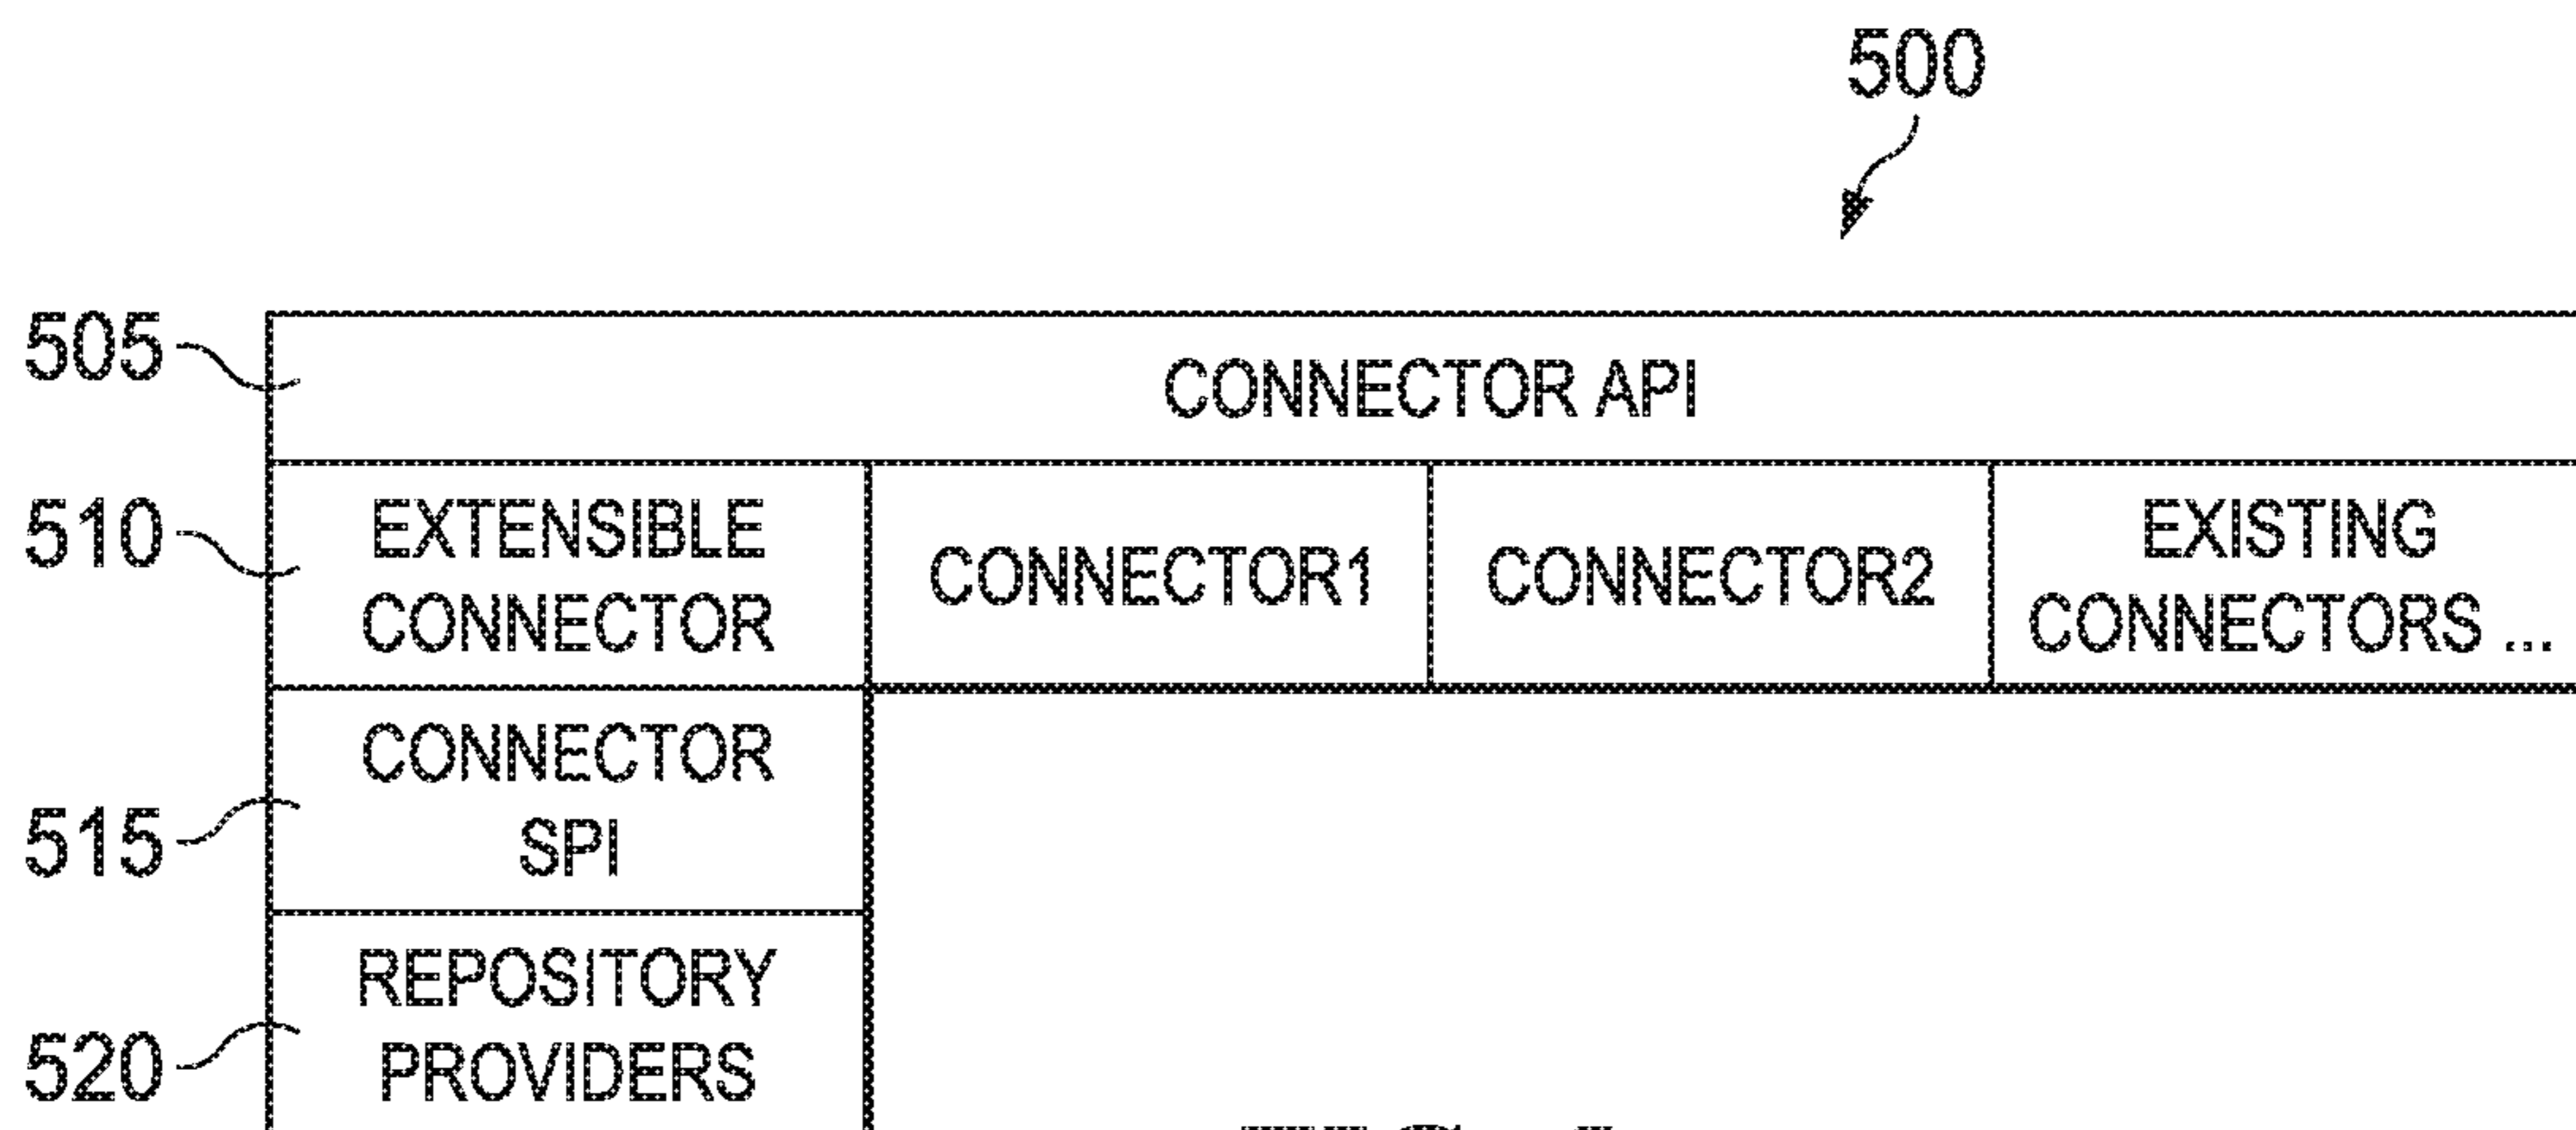 500
505
CONNECTOR API
510
EXTENSIBLE
CONNECTOR
CONNECTOR1
CONNECTOR2
EXISTING
CONNECTORS ...
515
CONNECTOR
SPI
520
REPOSITORY
PROVIDERS